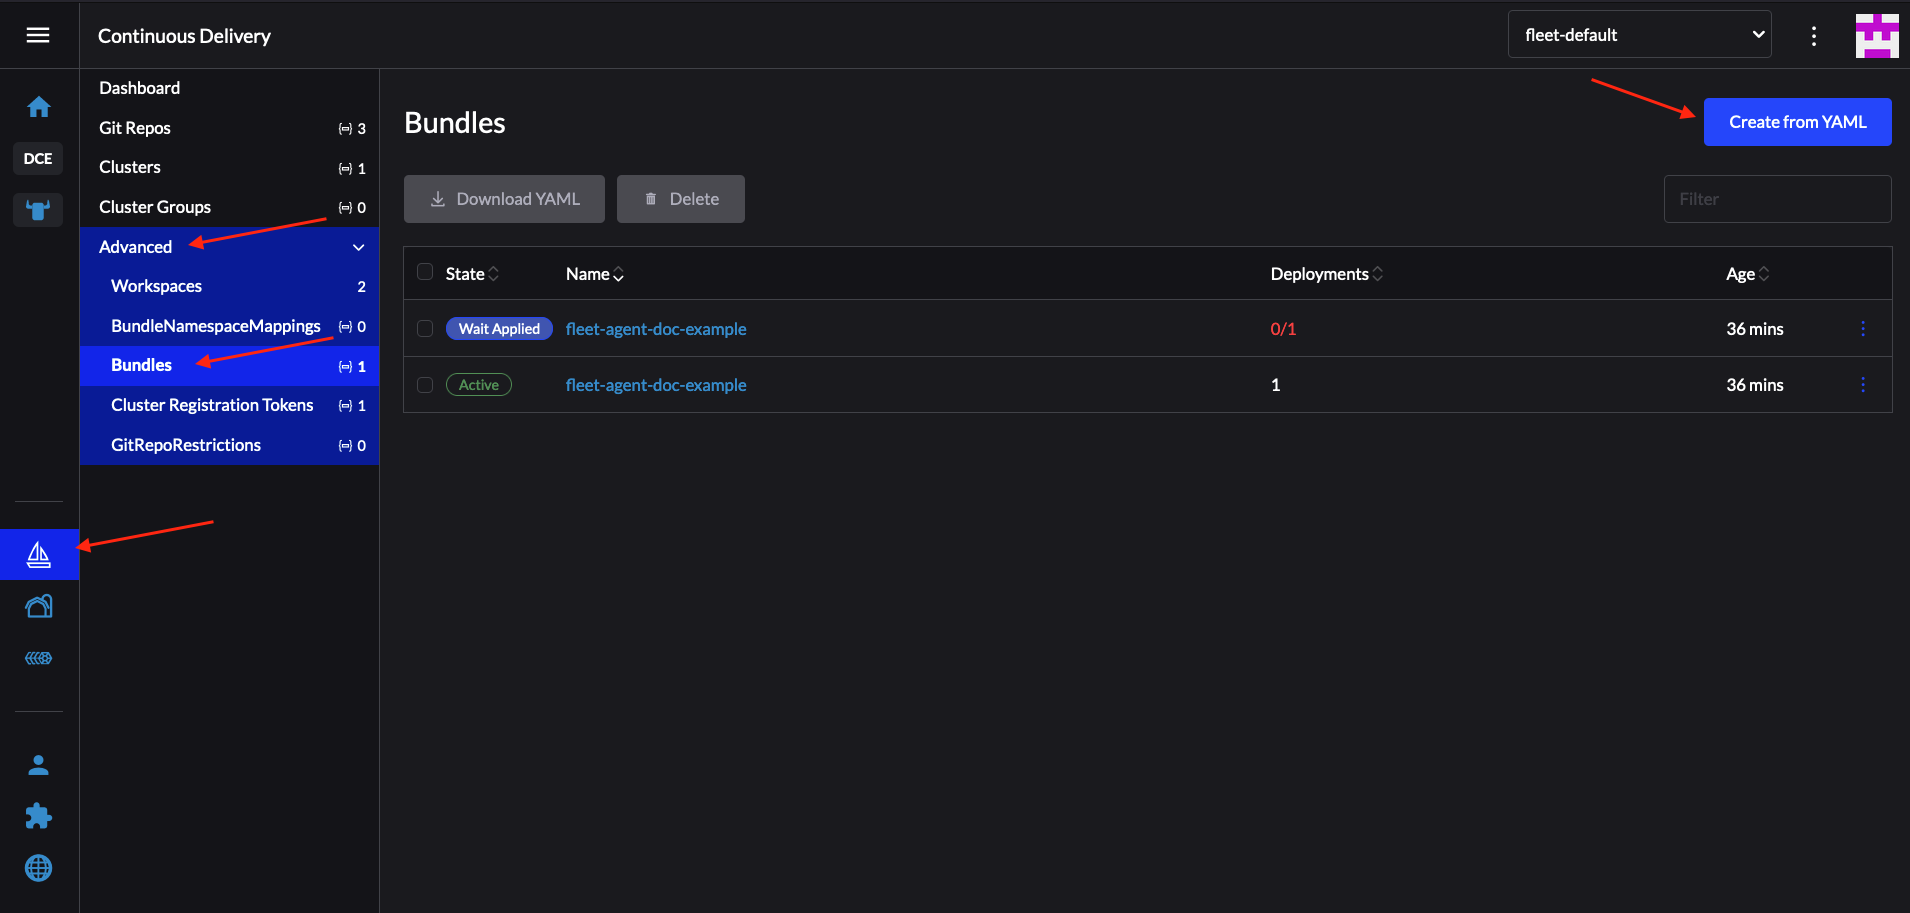 Continuous Delivery
fleet-default
DCE
Dashboard
Git Repos 3
Clusters 1
Cluster Groups 0
Advanced
Workspaces 2
BundleNamespaceMappings 0
Bundles 1
Cluster Registration Tokens 1
GitRepoRestrictions 0
Bundles
Create from YAML
Download YAML Delete
Filter
State Name Deployments Age
Wait Applied fleet-agent-doc-example 0/1 36 mins
Active fleet-agent-doc-example 1 36 mins